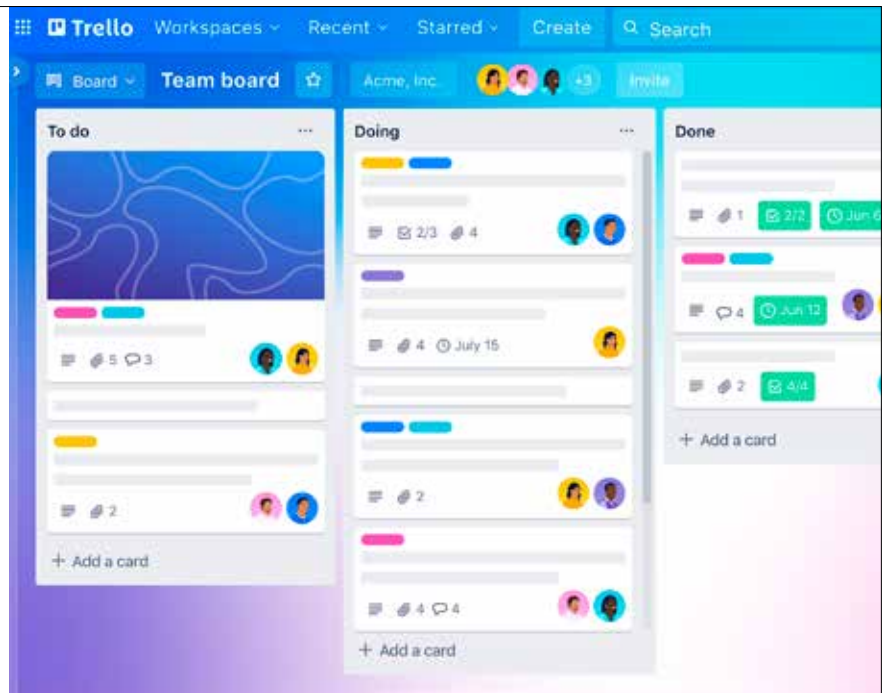 Trello Workspaces Recent Starred Create Search
Board Team board Acme, Inc. +3 Invite
To do
5 3
2
+ Add a card
Doing
2/3 4
4 July 15
2
4 4
+ Add a card
Done
1 2/2 Jun 6
4 Jun 12
2 4/4
+ Add a card